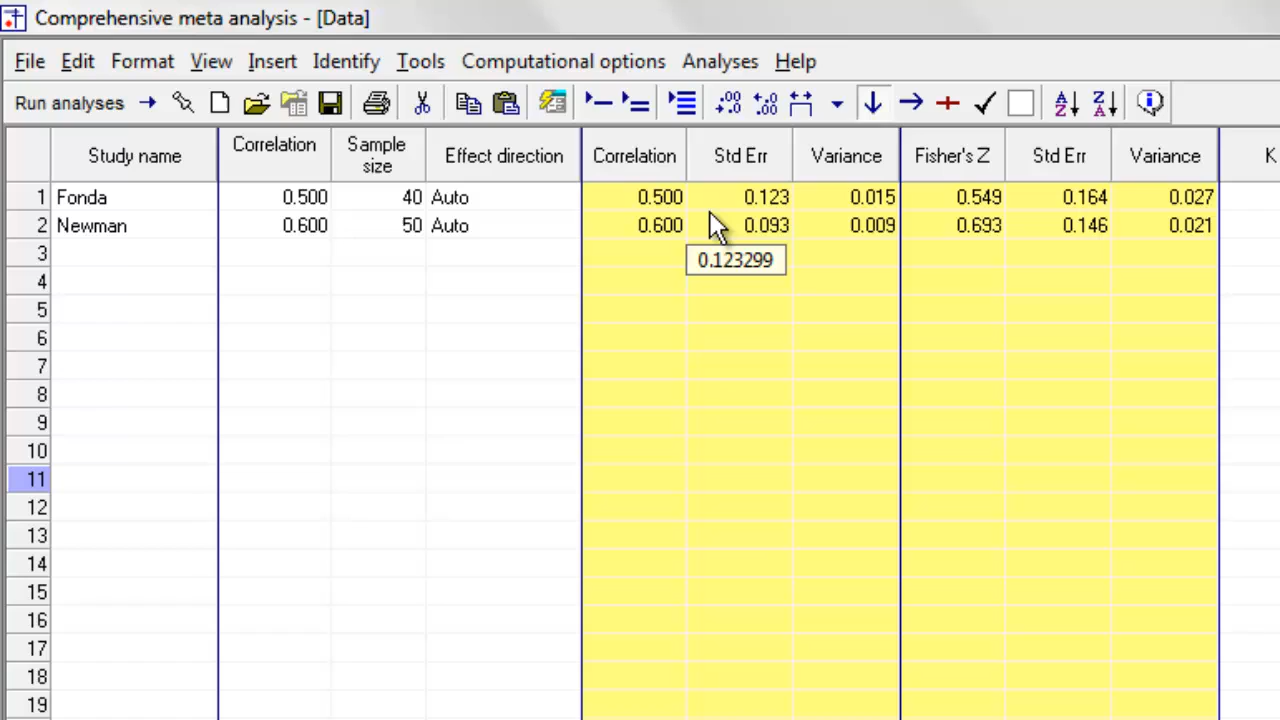 Comprehensive meta analysis - [Data]
File Edit Format View Insert Identify Tools Computational options Analyses Help
Run analyses
Study name Correlation Sample size Effect direction Correlation Std Err Variance Fisher's Z Std Err Variance K
1 Fonda 0.500 40 Auto 0.500 0.123 0.015 0.549 0.164 0.027
2 Newman 0.600 50 Auto 0.600 0.093 0.009 0.693 0.146 0.021
3 0.123299
4
5
6
7
8
9
10
11
12
13
14
15
16
17
18
19